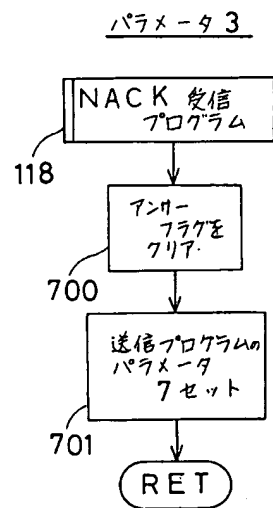 パラメータ 3
NACK 受信
プログラム
118
アンサー
フラグを
クリア.
700
送信プログラムの
パラメータ
7 セット
701
RET